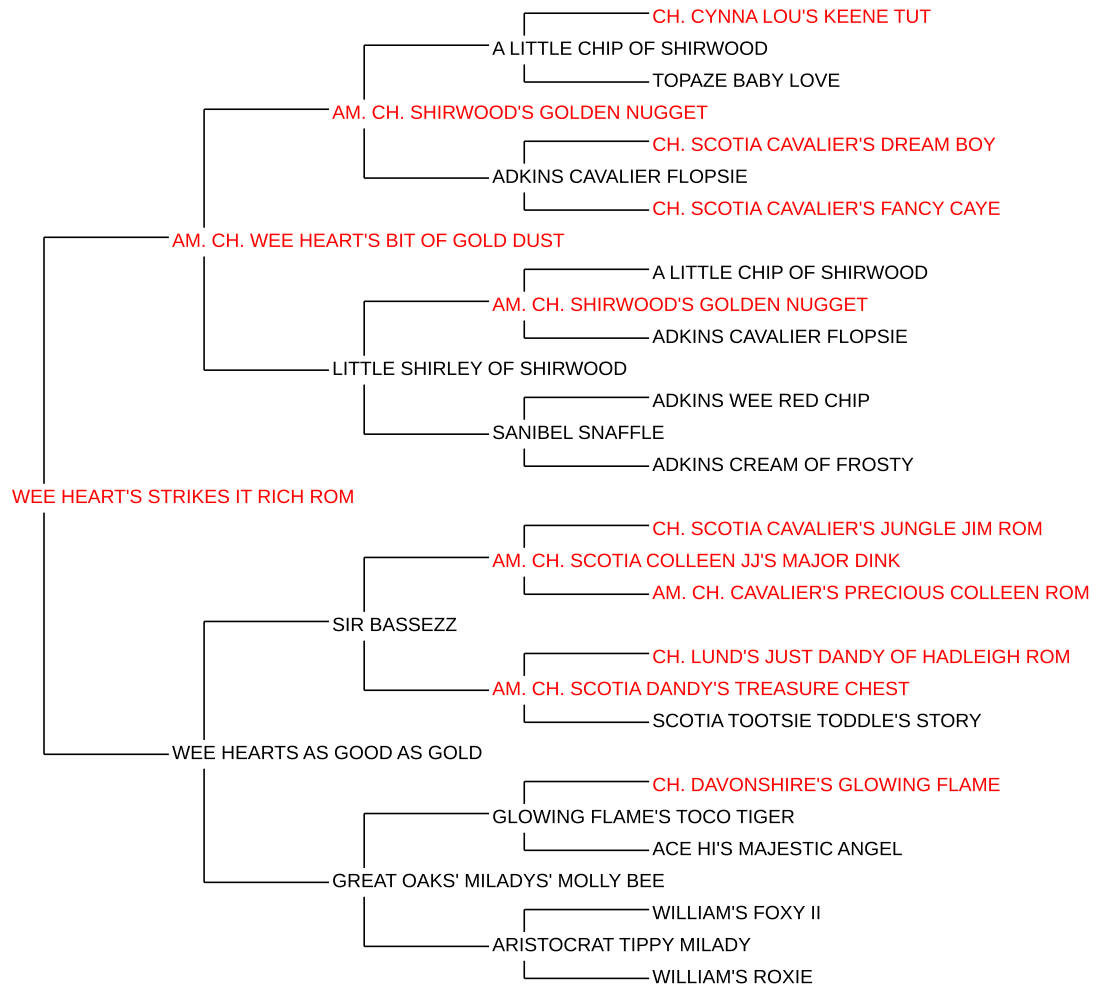 CH. CYNNA LOU'S KEENE TUT
A LITTLE CHIP OF SHIRWOOD
TOPAZE BABY LOVE
AM. CH. SHIRWOOD'S GOLDEN NUGGET
CH. SCOTIA CAVALIER'S DREAM BOY
ADKINS CAVALIER FLOPSIE
CH. SCOTIA CAVALIER'S FANCY CAYE
AM. CH. WEE HEART'S BIT OF GOLD DUST
A LITTLE CHIP OF SHIRWOOD
AM. CH. SHIRWOOD'S GOLDEN NUGGET
ADKINS CAVALIER FLOPSIE
LITTLE SHIRLEY OF SHIRWOOD
ADKINS WEE RED CHIP
SANIBEL SNAFFLE
ADKINS CREAM OF FROSTY
WEE HEART'S STRIKES IT RICH ROM
CH. SCOTIA CAVALIER'S JUNGLE JIM ROM
AM. CH. SCOTIA COLLEEN JJ'S MAJOR DINK
AM. CH. CAVALIER'S PRECIOUS COLLEEN ROM
SIR BASSEZZ
CH. LUND'S JUST DANDY OF HADLEIGH ROM
AM. CH. SCOTIA DANDY'S TREASURE CHEST
SCOTIA TOOTSIE TODDLE'S STORY
WEE HEARTS AS GOOD AS GOLD
CH. DAVONSHIRE'S GLOWING FLAME
GLOWING FLAME'S TOCO TIGER
ACE HI'S MAJESTIC ANGEL
GREAT OAKS' MILADYS' MOLLY BEE
WILLIAM'S FOXY II
ARISTOCRAT TIPPY MILADY
WILLIAM'S ROXIE